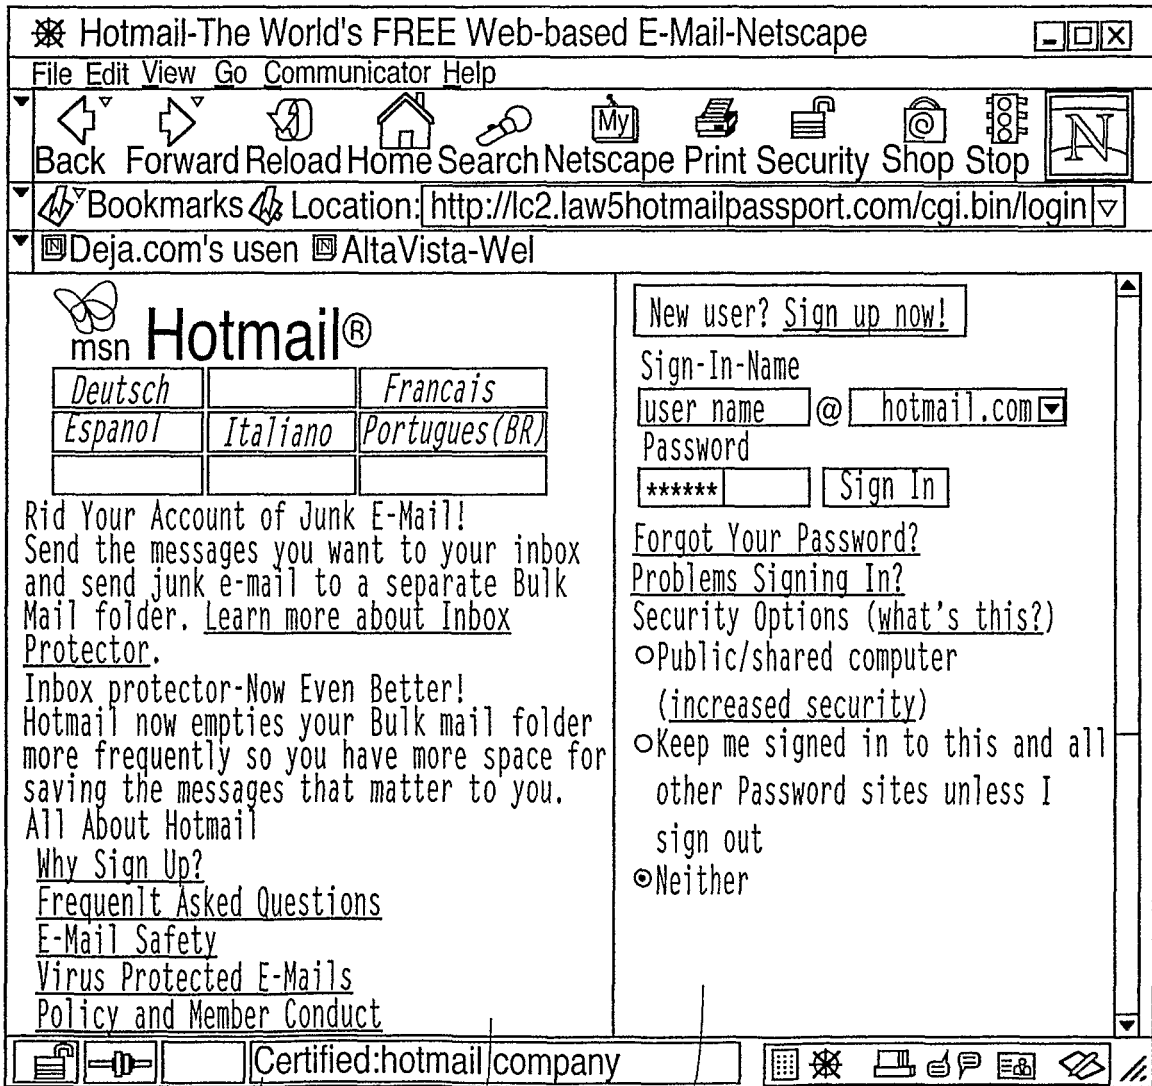 Hotmail-The World's FREE Web-based E-Mail-Netscape
File Edit View Go Communicator Help
My N
Back Forward Reload Home Search Netscape Print Security Shop Stop
Bookmarks Location: http://lc2.law5hotmailpassport.com/cgi.bin/login
N Deja.com's usen N AltaVista-Wel
msn Hotmail®
Deutsch Francais
Espanol Italiano Portugues(BR)
Rid Your Account of Junk E-Mail!
Send the messages you want to your inbox
and send junk e-mail to a separate Bulk
Mail folder. Learn more about Inbox
Protector.
Inbox protector-Now Even Better!
Hotmail now empties your Bulk mail folder
more frequently so you have more space for
saving the messages that matter to you.
All About Hotmail
Why Sign Up?
Frequenlt Asked Questions
E-Mail Safety
Virus Protected E-Mails
Policy and Member Conduct
New user? Sign up now!
Sign-In-Name
user name @ hotmail.com
Password
****** Sign In
Forgot Your Password?
Problems Signing In?
Security Options (what's this?)
Public/shared computer
(increased security)
Keep me signed in to this and all
other Password sites unless I
sign out
Neither
Certified:hotmail company